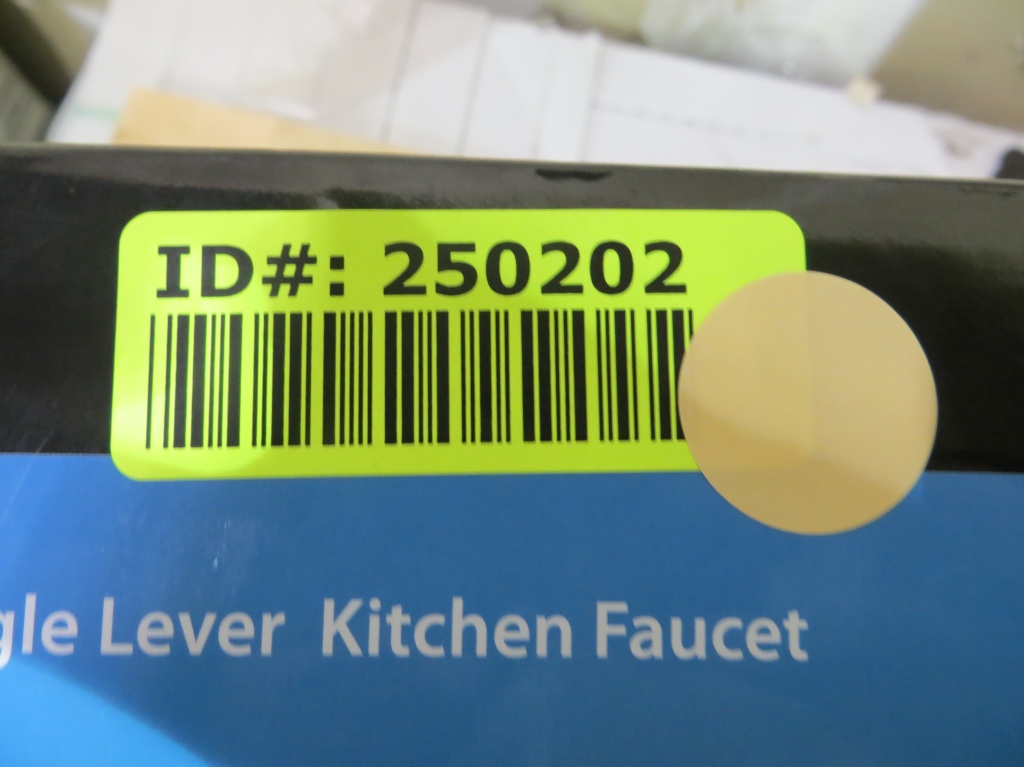 ID#: 250202
gle Lever Kitchen Faucet